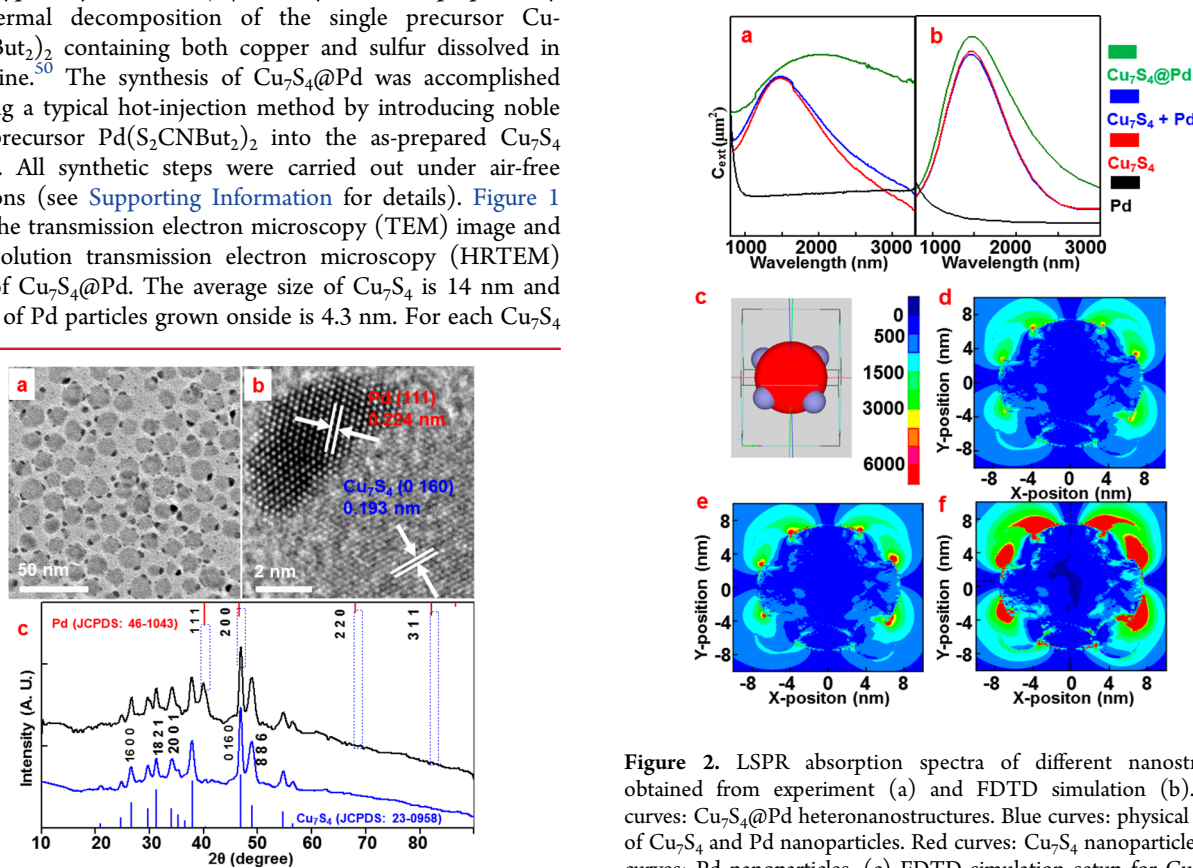 ermal decomposition of the single precursor Cu-
But₂)₂ containing both copper and sulfur dissolved in
ine.⁵⁰ The synthesis of Cu₇S₄@Pd was accomplished
g a typical hot-injection method by introducing noble
precursor Pd(S₂CNBut₂)₂ into the as-prepared Cu₇S₄
. All synthetic steps were carried out under air-free
ons (see Supporting Information for details). Figure 1
he transmission electron microscopy (TEM) image and
olution transmission electron microscopy (HRTEM)
of Cu₇S₄@Pd. The average size of Cu₇S₄ is 14 nm and
of Pd particles grown onside is 4.3 nm. For each Cu₇S₄
a
50 nm
b
Pd (111)
0.224 nm
Cu₇S₄ (0 160)
0.193 nm
2 nm
c
Pd (JCPDS: 46-1043)
1 1 1
2 0 0
2 2 0
3 1 1
Intensity (A. U.)
16 0 0
18 2 1
20 0 1
0 16 0
8 8 6
Cu₇S₄ (JCPDS: 23-0958)
10 20 30 40 50 60 70 80
2θ (degree)
a
b
C_ext (μm²)
1000 2000 3000
Wavelength (nm)
1000 2000 3000
Wavelength (nm)
Cu₇S₄@Pd
Cu₇S₄ + Pd
Cu₇S₄
Pd
c
0
500
1500
3000
6000
d
Y-position (nm)
8
4
0
-4
-8
-8 -4 0 4 8
X-positon (nm)
e
Y-position (nm)
8
4
0
-4
-8
-8 -4 0 4 8
X-positon (nm)
f
Y-position (nm)
8
4
0
-4
-8
-8 -4 0 4 8
X-positon (nm)
Figure 2. LSPR absorption spectra of different nanostr
obtained from experiment (a) and FDTD simulation (b).
curves: Cu₇S₄@Pd heteronanostructures. Blue curves: physical
of Cu₇S₄ and Pd nanoparticles. Red curves: Cu₇S₄ nanoparticle